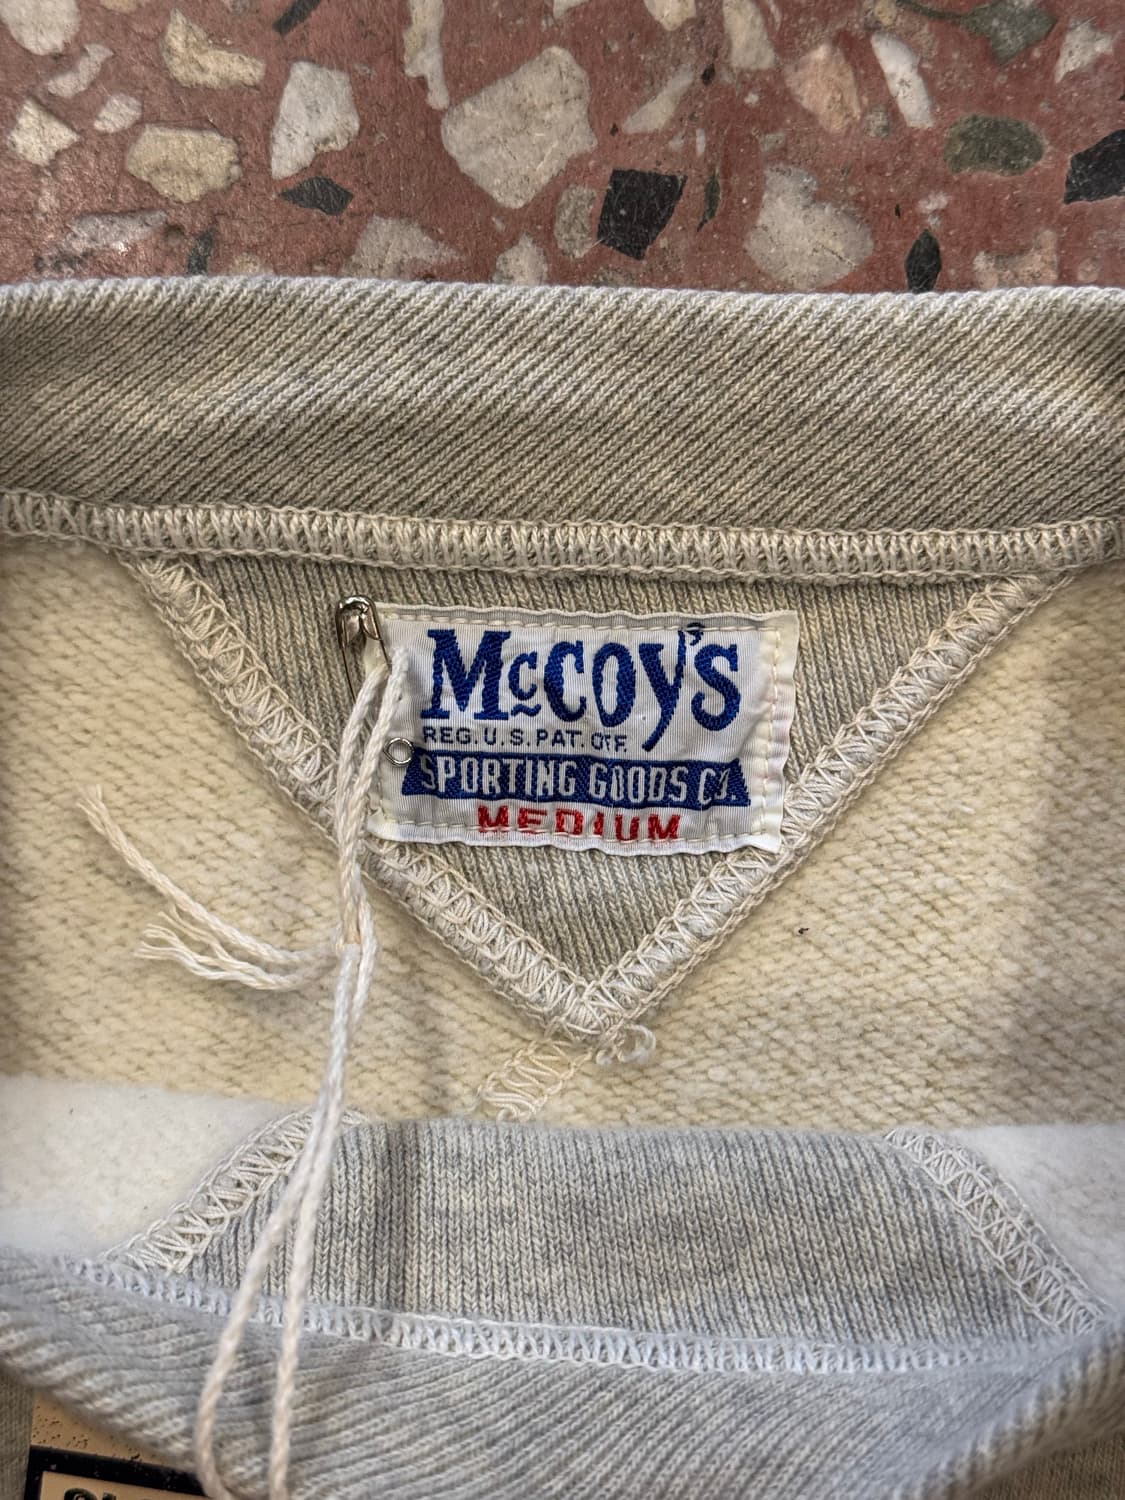 McCOY'S
REG. U.S. PAT. OFF.
SPORTING GOODS CO.
MEDIUM